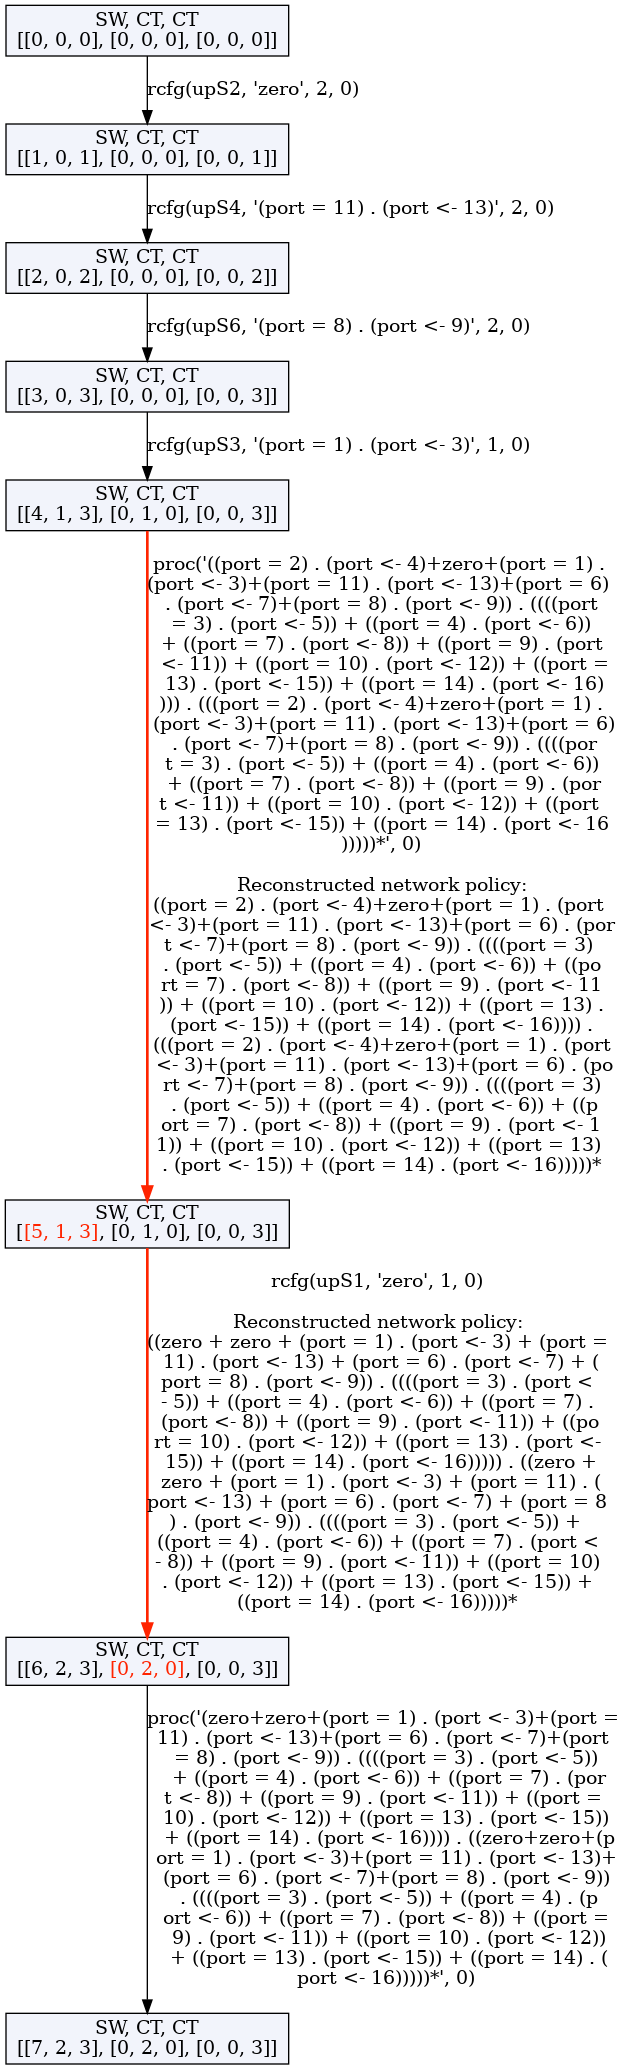 SW, CT, CT
[[0, 0, 0], [0, 0, 0], [0, 0, 0]]
rcfg(upS2, 'zero', 2, 0)
SW, CT, CT
[[1, 0, 1], [0, 0, 0], [0, 0, 1]]
rcfg(upS4, '(port = 11) . (port <- 13)', 2, 0)
SW, CT, CT
[[2, 0, 2], [0, 0, 0], [0, 0, 2]]
rcfg(upS6, '(port = 8) . (port <- 9)', 2, 0)
SW, CT, CT
[[3, 0, 3], [0, 0, 0], [0, 0, 3]]
rcfg(upS3, '(port = 1) . (port <- 3)', 1, 0)
SW, CT, CT
[[4, 1, 3], [0, 1, 0], [0, 0, 3]]
proc('((port = 2) . (port <- 4)+zero+(port = 1) .
(port <- 3)+(port = 11) . (port <- 13)+(port = 6)
. (port <- 7)+(port = 8) . (port <- 9)) . ((((port
= 3) . (port <- 5)) + ((port = 4) . (port <- 6))
+ ((port = 7) . (port <- 8)) + ((port = 9) . (port
<- 11)) + ((port = 10) . (port <- 12)) + ((port =
13) . (port <- 15)) + ((port = 14) . (port <- 16)
))) . (((port = 2) . (port <- 4)+zero+(port = 1) .
(port <- 3)+(port = 11) . (port <- 13)+(port = 6)
. (port <- 7)+(port = 8) . (port <- 9)) . ((((por
t = 3) . (port <- 5)) + ((port = 4) . (port <- 6))
+ ((port = 7) . (port <- 8)) + ((port = 9) . (por
t <- 11)) + ((port = 10) . (port <- 12)) + ((port
= 13) . (port <- 15)) + ((port = 14) . (port <- 16
)))))*', 0)
Reconstructed network policy:
((port = 2) . (port <- 4)+zero+(port = 1) . (port
<- 3)+(port = 11) . (port <- 13)+(port = 6) . (por
t <- 7)+(port = 8) . (port <- 9)) . ((((port = 3)
. (port <- 5)) + ((port = 4) . (port <- 6)) + ((po
rt = 7) . (port <- 8)) + ((port = 9) . (port <- 11
)) + ((port = 10) . (port <- 12)) + ((port = 13) .
(port <- 15)) + ((port = 14) . (port <- 16)))) .
(((port = 2) . (port <- 4)+zero+(port = 1) . (port
<- 3)+(port = 11) . (port <- 13)+(port = 6) . (po
rt <- 7)+(port = 8) . (port <- 9)) . ((((port = 3)
. (port <- 5)) + ((port = 4) . (port <- 6)) + ((p
ort = 7) . (port <- 8)) + ((port = 9) . (port <- 1
1)) + ((port = 10) . (port <- 12)) + ((port = 13)
. (port <- 15)) + ((port = 14) . (port <- 16)))))*
SW, CT, CT
[[5, 1, 3], [0, 1, 0], [0, 0, 3]]
rcfg(upS1, 'zero', 1, 0)
Reconstructed network policy:
((zero + zero + (port = 1) . (port <- 3) + (port =
11) . (port <- 13) + (port = 6) . (port <- 7) + (
port = 8) . (port <- 9)) . ((((port = 3) . (port <
- 5)) + ((port = 4) . (port <- 6)) + ((port = 7) .
(port <- 8)) + ((port = 9) . (port <- 11)) + ((po
rt = 10) . (port <- 12)) + ((port = 13) . (port <-
15)) + ((port = 14) . (port <- 16))))) . ((zero +
zero + (port = 1) . (port <- 3) + (port = 11) . (
port <- 13) + (port = 6) . (port <- 7) + (port = 8
) . (port <- 9)) . ((((port = 3) . (port <- 5)) +
((port = 4) . (port <- 6)) + ((port = 7) . (port <
- 8)) + ((port = 9) . (port <- 11)) + ((port = 10)
. (port <- 12)) + ((port = 13) . (port <- 15)) +
((port = 14) . (port <- 16)))))*
SW, CT, CT
[[6, 2, 3], [0, 2, 0], [0, 0, 3]]
proc('(zero+zero+(port = 1) . (port <- 3)+(port =
11) . (port <- 13)+(port = 6) . (port <- 7)+(port
= 8) . (port <- 9)) . ((((port = 3) . (port <- 5))
+ ((port = 4) . (port <- 6)) + ((port = 7) . (por
t <- 8)) + ((port = 9) . (port <- 11)) + ((port =
10) . (port <- 12)) + ((port = 13) . (port <- 15))
+ ((port = 14) . (port <- 16)))) . ((zero+zero+(p
ort = 1) . (port <- 3)+(port = 11) . (port <- 13)+
(port = 6) . (port <- 7)+(port = 8) . (port <- 9))
. ((((port = 3) . (port <- 5)) + ((port = 4) . (p
ort <- 6)) + ((port = 7) . (port <- 8)) + ((port =
9) . (port <- 11)) + ((port = 10) . (port <- 12))
+ ((port = 13) . (port <- 15)) + ((port = 14) . (
port <- 16)))))*', 0)
SW, CT, CT
[[7, 2, 3], [0, 2, 0], [0, 0, 3]]